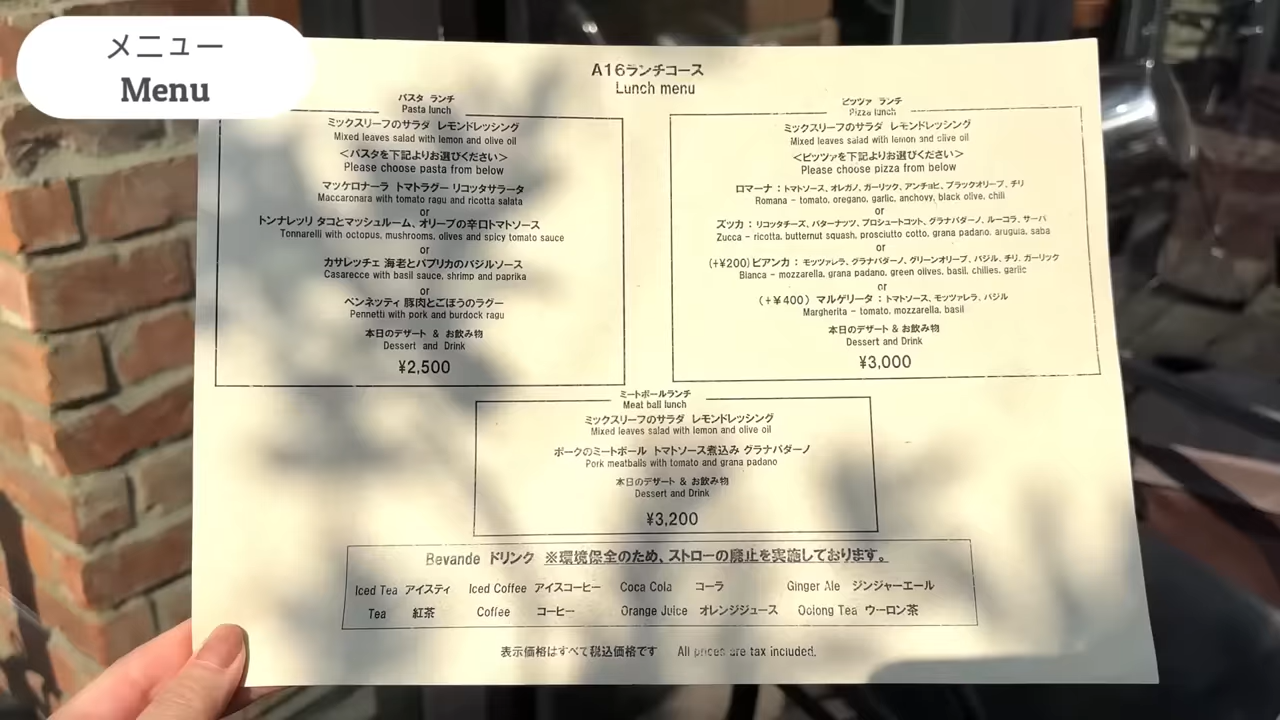 メニュー
Menu
A16ランチコース
Lunch menu
パスタ ランチ
Pasta lunch
ミックスリーフのサラダ レモンドレッシング
Mixed leaves salad with lemon and olive oil
<パスタを下記よりお選びください>
Please choose pasta from below
マッケロナーラ トマトラグー リコッタサラータ
Maccaronara with tomato ragu and ricotta salata
or
トンナレッリ タコとマッシュルーム、オリーブの辛口トマトソース
Tonnarelli with octopus, mushrooms, olives and spicy tomato sauce
or
カサレッチェ 海老とパプリカのバジルソース
Casarecce with basil sauce, shrimp and paprika
or
ペンネッティ 豚肉とごぼうのラグー
Pennetti with pork and burdock ragu
本日のデザート & お飲み物
Dessert and Drink
¥2,500
ピッツァ ランチ
Pizza lunch
ミックスリーフのサラダ レモンドレッシング
Mixed leaves salad with lemon and olive oil
<ピッツァを下記よりお選びください>
Please choose pizza from below
ロマーナ：トマトソース、オレガノ、ガーリック、アンチョビ、ブラックオリーブ、チリ
Romana - tomato, oregano, garlic, anchovy, black olive, chili
or
ズッカ：リコッタチーズ、バターナッツ、プロシュートコット、グラナパダーノ、ルーコラ、サーバ
Zucca - ricotta, butternut squash, prosciutto cotto, grana padano, arugula, saba
or
(+¥200)ビアンカ：モッツァレラ、グラナパダーノ、グリーンオリーブ、バジル、チリ、ガーリック
Bianca - mozzarella, grana padano, green olives, basil, chilies, garlic
or
(+¥400) マルゲリータ：トマトソース、モッツァレラ、バジル
Margherita - tomato, mozzarella, basil
本日のデザート & お飲み物
Dessert and Drink
¥3,000
ミートボールランチ
Meat ball lunch
ミックスリーフのサラダ レモンドレッシング
Mixed leaves salad with lemon and olive oil
ポークのミートボール トマトソース煮込み グラナパダーノ
Pork meatballs with tomato and grana padano
本日のデザート & お飲み物
Dessert and Drink
¥3,200
Bevande ドリンク ※環境保全のため、ストローの廃止を実施しております。
Iced Tea アイスティ Iced Coffee アイスコーヒー Coca Cola コーラ Ginger Ale ジンジャーエール
Tea 紅茶 Coffee コーヒー Orange Juice オレンジジュース Oolong Tea ウーロン茶
表示価格はすべて税込価格です All prices are tax included.